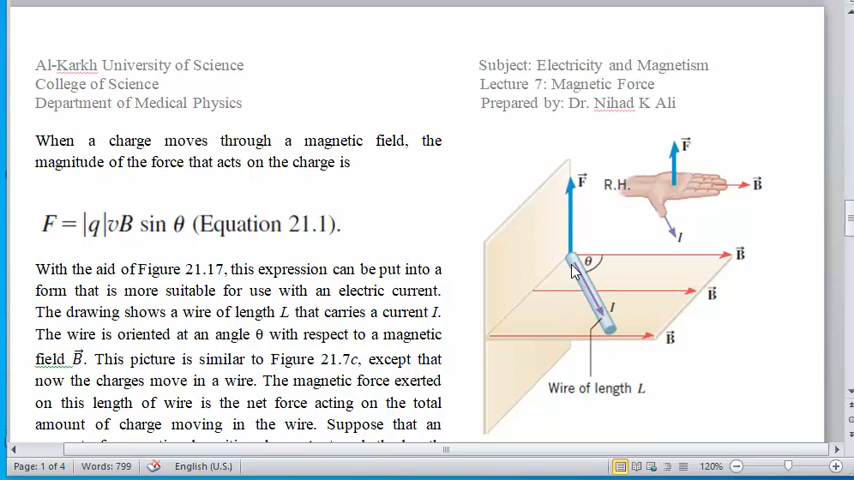 Al-Karkh University of Science
College of Science
Department of Medical Physics
Subject: Electricity and Magnetism
Lecture 7: Magnetic Force
Prepared by: Dr. Nihad K Ali
When a charge moves through a magnetic field, the
magnitude of the force that acts on the charge is
F = |q|vB sin θ (Equation 21.1).
With the aid of Figure 21.17, this expression can be put into a
form that is more suitable for use with an electric current.
The drawing shows a wire of length L that carries a current I.
The wire is oriented at an angle θ with respect to a magnetic
field B⃗. This picture is similar to Figure 21.7c, except that
now the charges move in a wire. The magnetic force exerted
on this length of wire is the net force acting on the total
amount of charge moving in the wire. Suppose that an
F⃗
R.H.
B⃗
I
F⃗
θ
B⃗
I
B⃗
B⃗
Wire of length L
Page: 1 of 4
Words: 799
English (U.S.)
120%